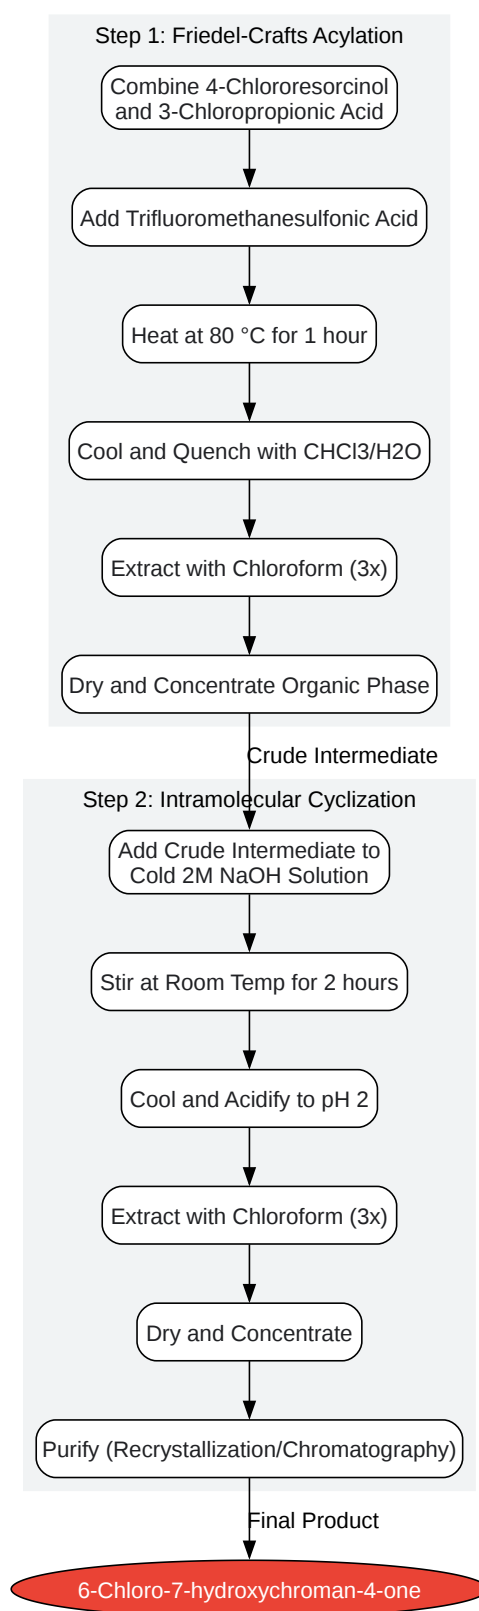 Step 1: Friedel-Crafts Acylation
Combine 4-Chlororesorcinol
and 3-Chloropropionic Acid
Add Trifluoromethanesulfonic Acid
Heat at 80 °C for 1 hour
Cool and Quench with CHCl3/H2O
Extract with Chloroform (3x)
Dry and Concentrate Organic Phase
Crude Intermediate
Step 2: Intramolecular Cyclization
Add Crude Intermediate to
Cold 2M NaOH Solution
Stir at Room Temp for 2 hours
Cool and Acidify to pH 2
Extract with Chloroform (3x)
Dry and Concentrate
Purify (Recrystallization/Chromatography)
Final Product
6-Chloro-7-hydroxychroman-4-one